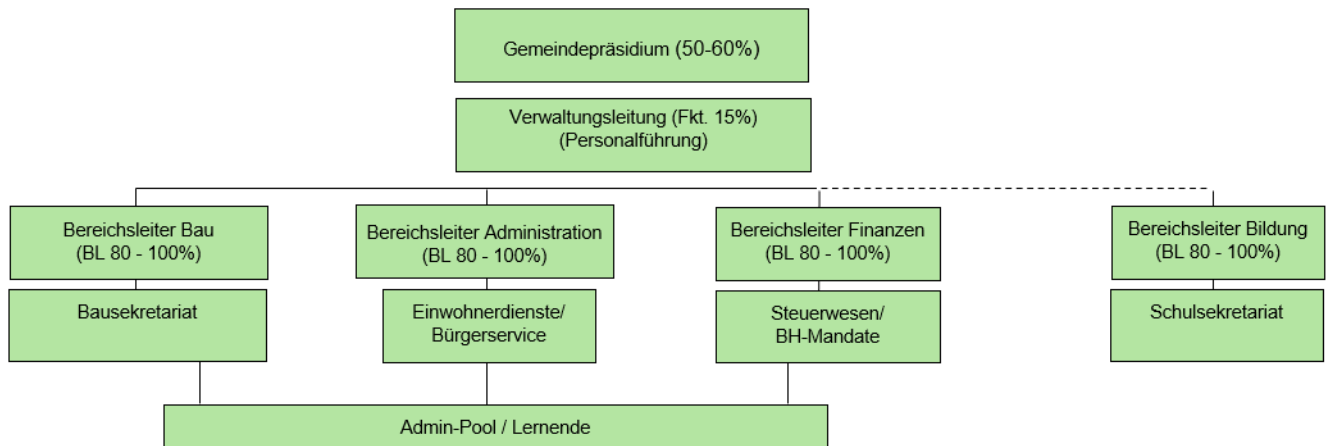 Gemeindepräsidium (50-60%)
Verwaltungsleitung (Fkt. 15%)
(Personalführung)
Bereichsleiter Bau
(BL 80 - 100%)
Bereichsleiter Administration
(BL 80 - 100%)
Bereichsleiter Finanzen
(BL 80 - 100%)
Bereichsleiter Bildung
(BL 80 - 100%)
Bausekretariat
Einwohnerdienste/
Bürgerservice
Steuerwesen/
BH-Mandate
Schulsekretariat
Admin-Pool / Lernende